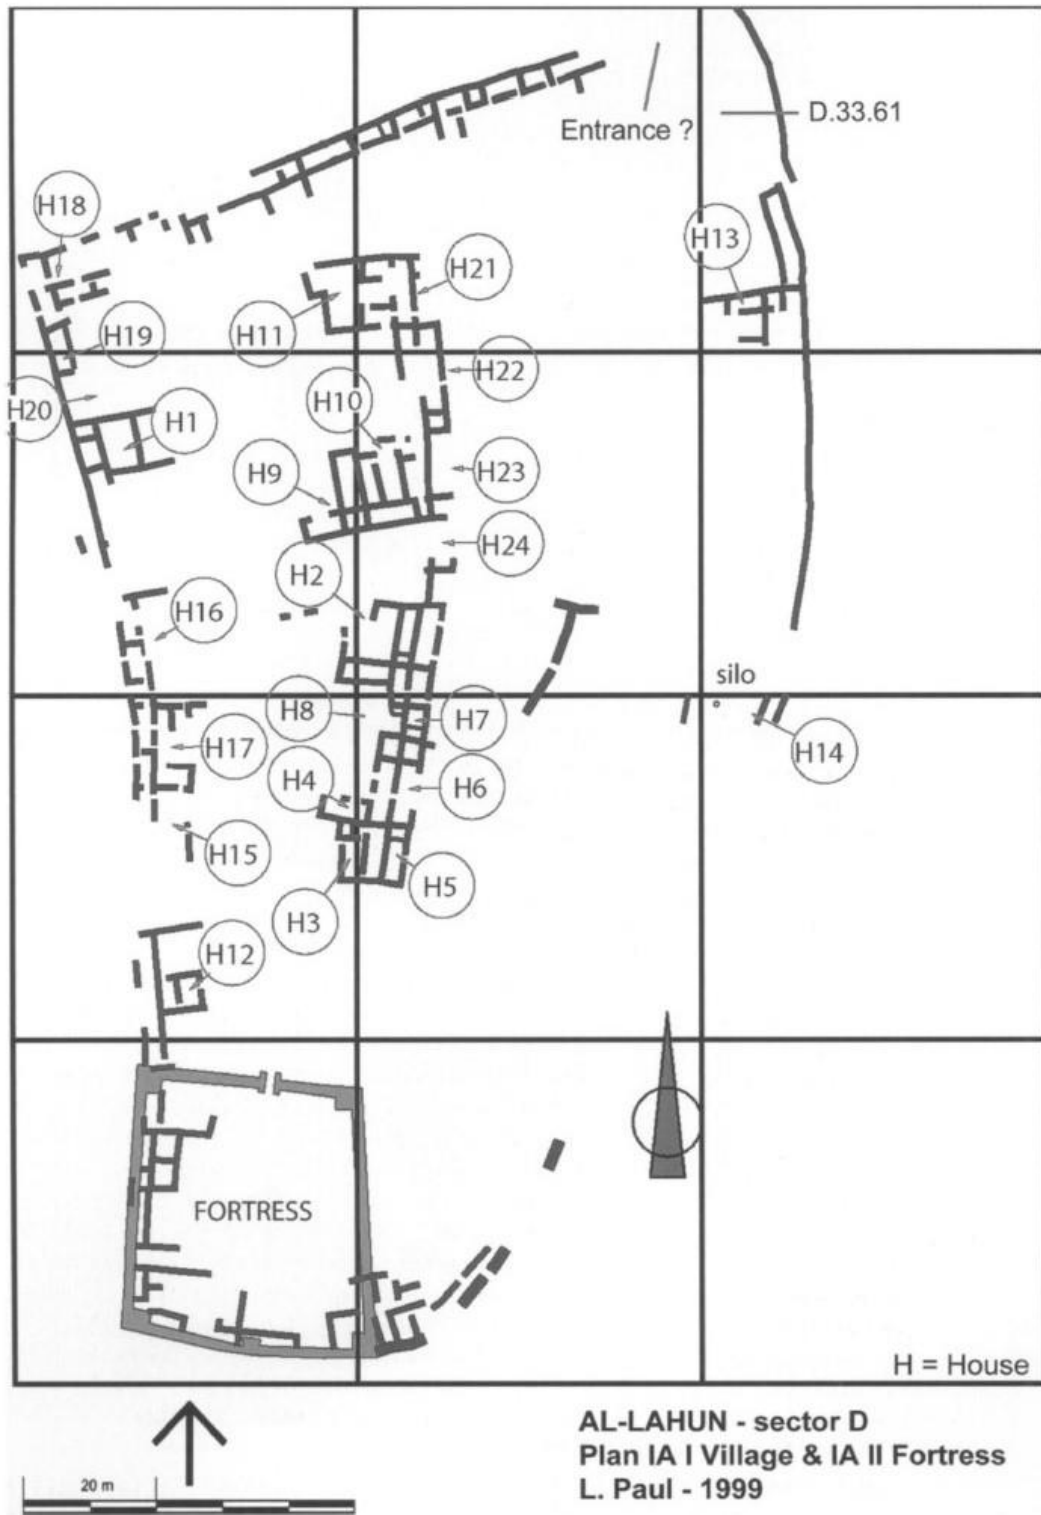 Entrance ?
D.33.61
H18
H13
H21
H11
H19
H22
H10
H20
H1
H9
H23
H24
H2
H16
silo
H8
H7
H17
H14
H4
H6
H15
H5
H3
H12
FORTRESS
H = House
AL-LAHUN - sector D
Plan IA I Village & IA II Fortress
L. Paul - 1999
20 m